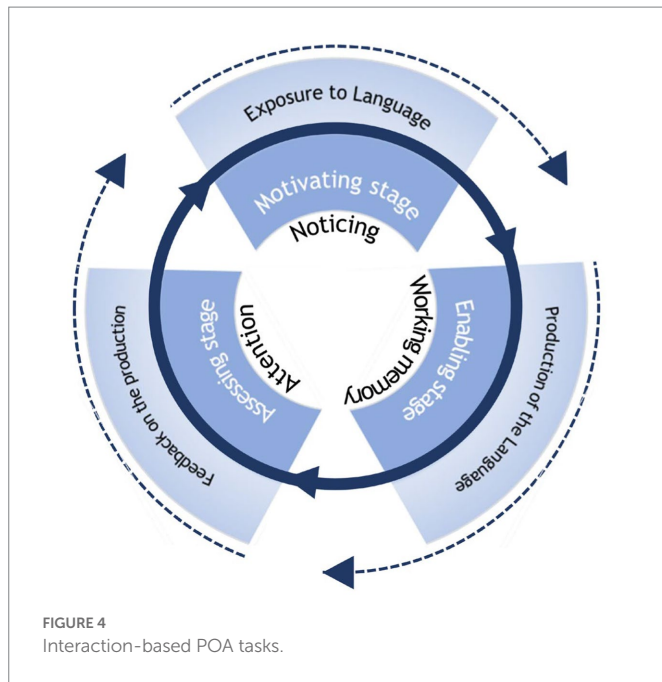 Exposure to Language
Motivating stage
Noticing
Working memory
Enabling stage
Production of the Language
Attention
Assessing stage
Feedback on the production
FIGURE 4
Interaction-based POA tasks.